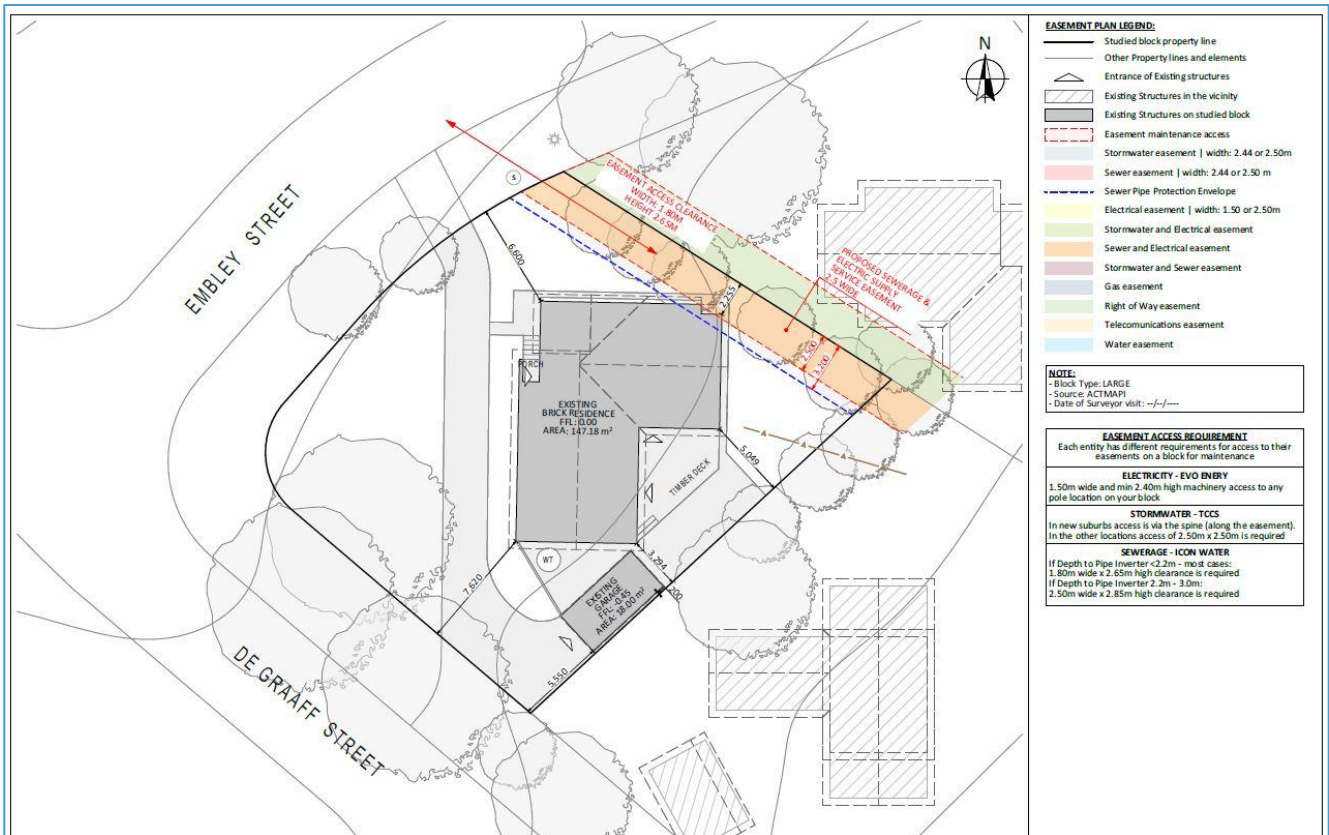 N
EMBLEY STREET
DE GRAAFF STREET
S
EASEMENT ACCESS CLEARANCE
WIDTH: 1-80M
HEIGHT 2.65M
PROPOSED SEWERAGE &
ELECTRIC SUPPLY
SERVICE EASEMENT
2.5 WIDE
6,600
2,255
2,500
3,200
PORCH
EXISTING
BRICK RESIDENCE
FFL: 0.00
AREA: 147.18 m²
5,049
TIMBER DECK
WT
3,294
200
7,620
EXISTING
GARAGE
FFL: -0.45
AREA: 18.00 m²
5,550
EASEMENT PLAN LEGEND:
Studied block property line
Other Property lines and elements
Entrance of Existing structures
Existing Structures in the vicinity
Existing Structures on studied block
Easement maintenance access
Stormwater easement | width: 2.44 or 2.50m
Sewer easement | width: 2.44 or 2.50 m
Sewer Pipe Protection Envelope
Electrical easement | width: 1.50 or 2.50m
Stormwater and Electrical easement
Sewer and Electrical easement
Stormwater and Sewer easement
Gas easement
Right of Way easement
Telecomunications easement
Water easement
NOTE:
- Block Type: LARGE
- Source: ACTMAPI
- Date of Surveyor visit: --/--/----
EASEMENT ACCESS REQUIREMENT
Each entity has different requirements for access to their
easements on a block for maintenance
ELECTRICITY - EVO ENERY
1.50m wide and min 2.40m high machinery access to any
pole location on your block
STORMWATER - TCCS
In new suburbs access is via the spine (along the easement).
In the other locations access of 2.50m x 2.50m is required
SEWERAGE - ICON WATER
If Depth to Pipe Inverter <2.2m - most cases:
1.80m wide x 2.65m high clearance is required
If Depth to Pipe Inverter 2.2m - 3.0m:
2.50m wide x 2.85m high clearance is required